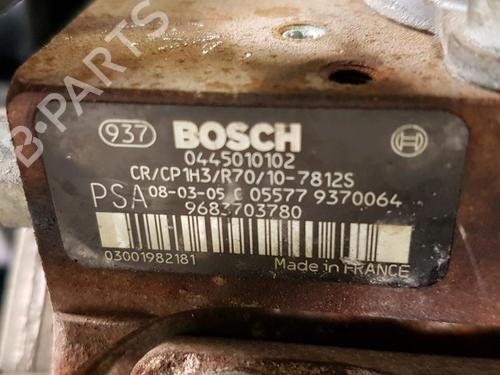 937 BOSCH
0445010102
CR/CP1H3/R70/10-7812S
PSA 08-03-05 C 05577 9370064
9683703780
03001982181 Made in FRANCE
B-PARTS